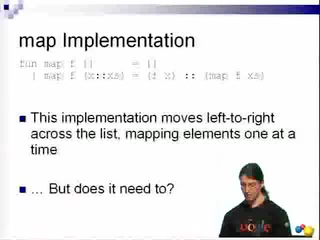 map Implementation
fun map f []        = []
  | map f (x::xs) = (f x) :: (map f xs)
■ This implementation moves left-to-right
across the list, mapping elements one at a
time
■ … But does it need to?
Google